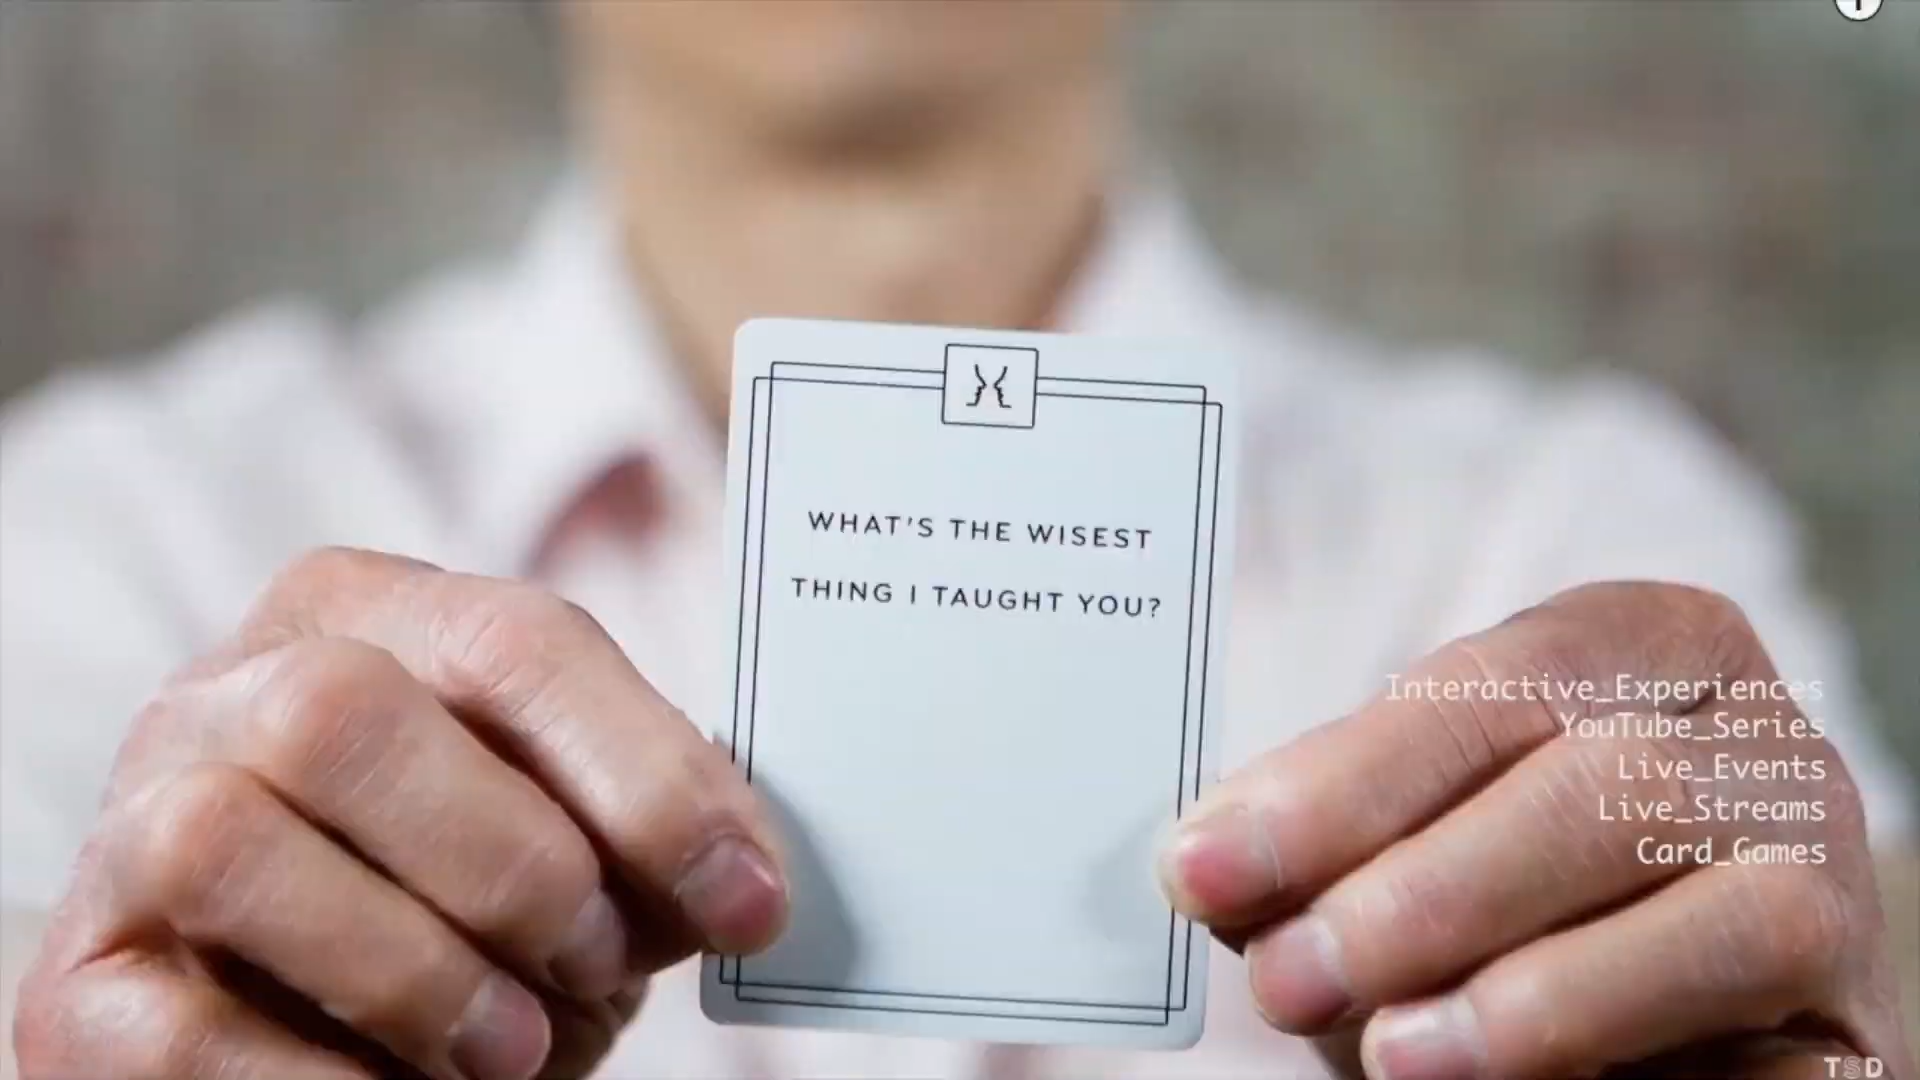 WHAT'S THE WISEST
THING I TAUGHT YOU?
Interactive_Experiences
YouTube_Series
Live_Events
Live_Streams
Card_Games
TSD